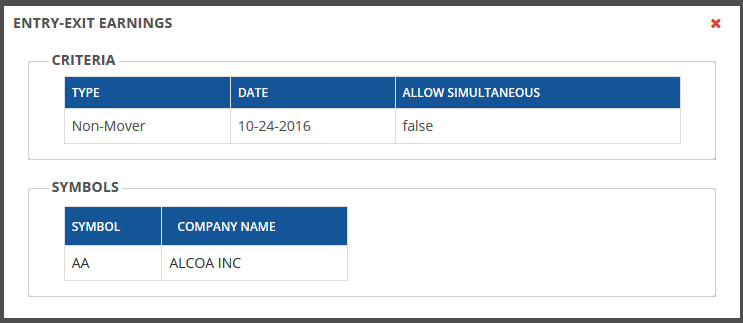 ENTRY-EXIT EARNINGS
CRITERIA
TYPE DATE ALLOW SIMULTANEOUS
Non-Mover 10-24-2016 false
SYMBOLS
SYMBOL COMPANY NAME
AA ALCOA INC